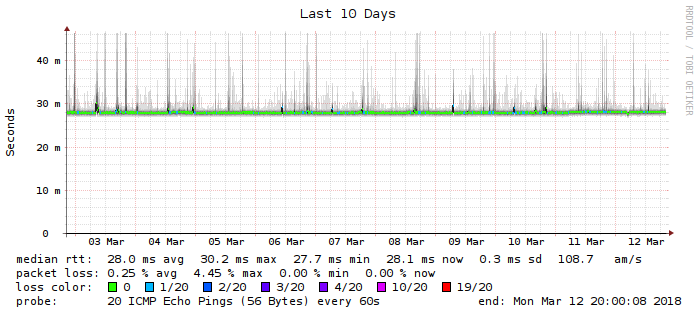 Last 10 Days
RRDTOOL / TOBI OETIKER
Seconds
40 m
30 m
20 m
10 m
0
03 Mar 04 Mar 05 Mar 06 Mar 07 Mar 08 Mar 09 Mar 10 Mar 11 Mar 12 Mar
median rtt: 28.0 ms avg 30.2 ms max 27.7 ms min 28.1 ms now 0.3 ms sd 108.7 am/s
packet loss: 0.25 % avg 4.45 % max 0.00 % min 0.00 % now
loss color: 0 1/20 2/20 3/20 4/20 10/20 19/20
probe: 20 ICMP Echo Pings (56 Bytes) every 60s end: Mon Mar 12 20:00:08 2018